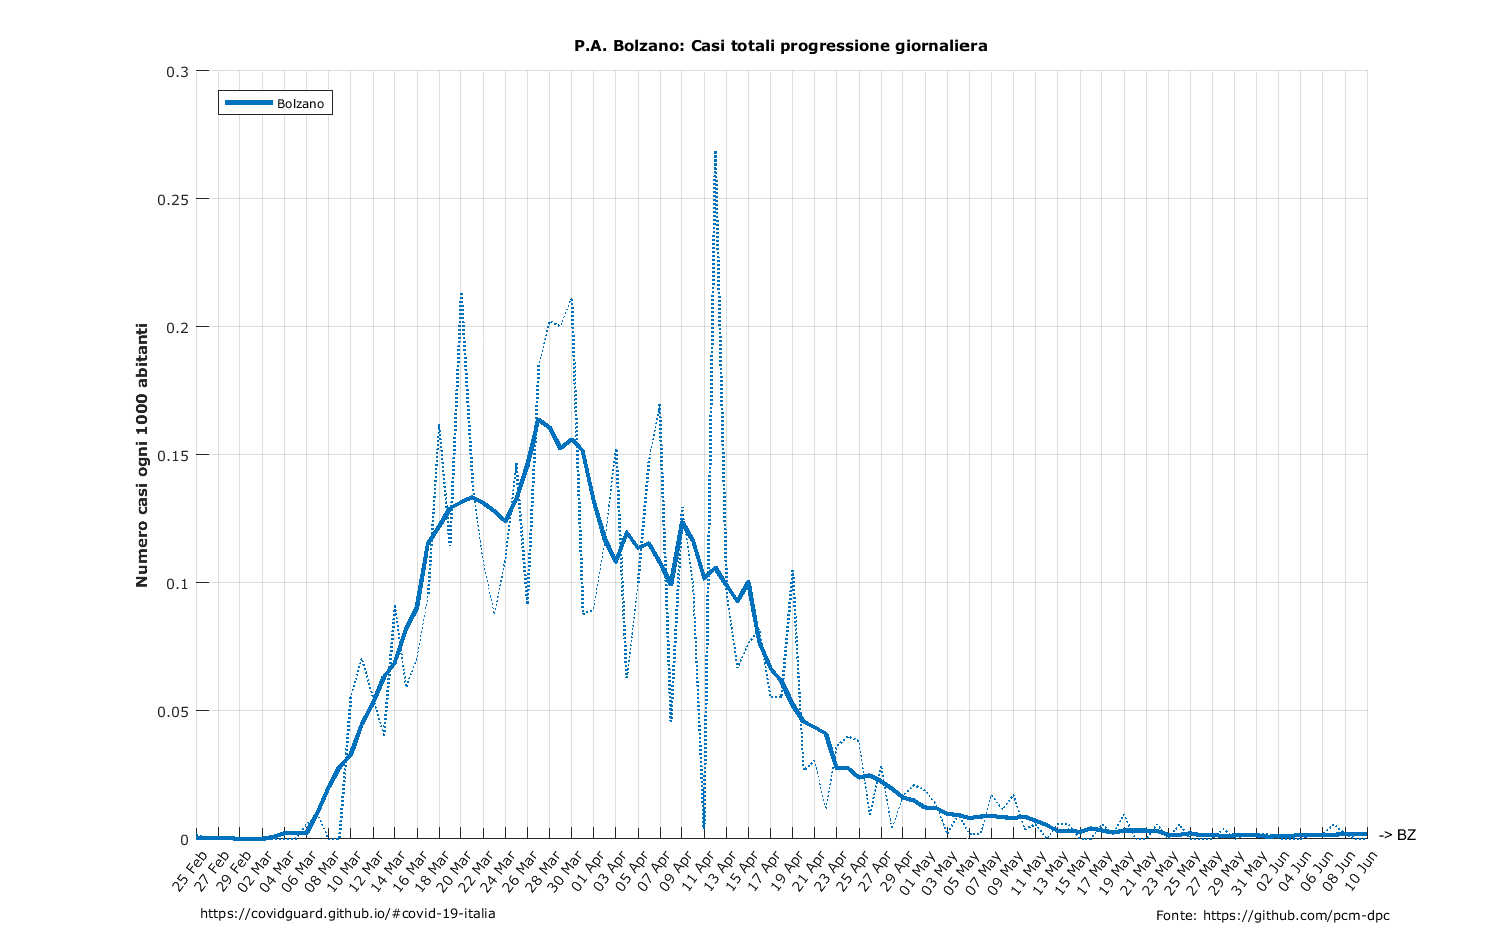 P.A. Bolzano: Casi totali progressione giornaliera
Bolzano
Numero casi ogni 1000 abitanti
0.3
0.25
0.2
0.15
0.1
0.05
0
-> BZ
25 Feb
27 Feb
29 Feb
02 Mar
04 Mar
06 Mar
08 Mar
10 Mar
12 Mar
14 Mar
16 Mar
18 Mar
20 Mar
22 Mar
24 Mar
26 Mar
28 Mar
30 Mar
01 Apr
03 Apr
05 Apr
07 Apr
09 Apr
11 Apr
13 Apr
15 Apr
17 Apr
19 Apr
21 Apr
23 Apr
25 Apr
27 Apr
29 Apr
01 May
03 May
05 May
07 May
09 May
11 May
13 May
15 May
17 May
19 May
21 May
23 May
25 May
27 May
29 May
31 May
02 Jun
04 Jun
06 Jun
08 Jun
10 Jun
https://covidguard.github.io/#covid-19-italia
Fonte: https://github.com/pcm-dpc